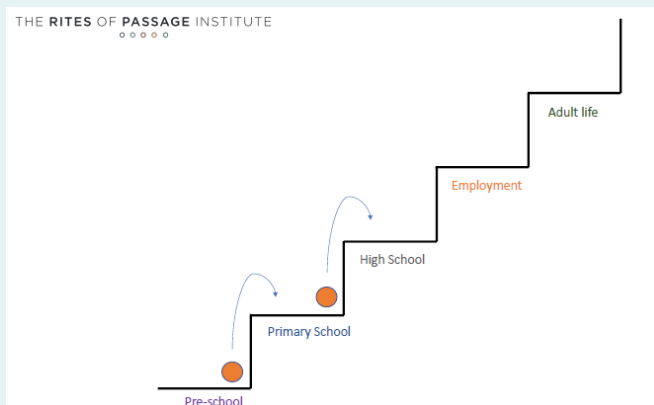 THE RITES OF PASSAGE INSTITUTE
Adult life
Employment
High School
Primary School
Pre-school